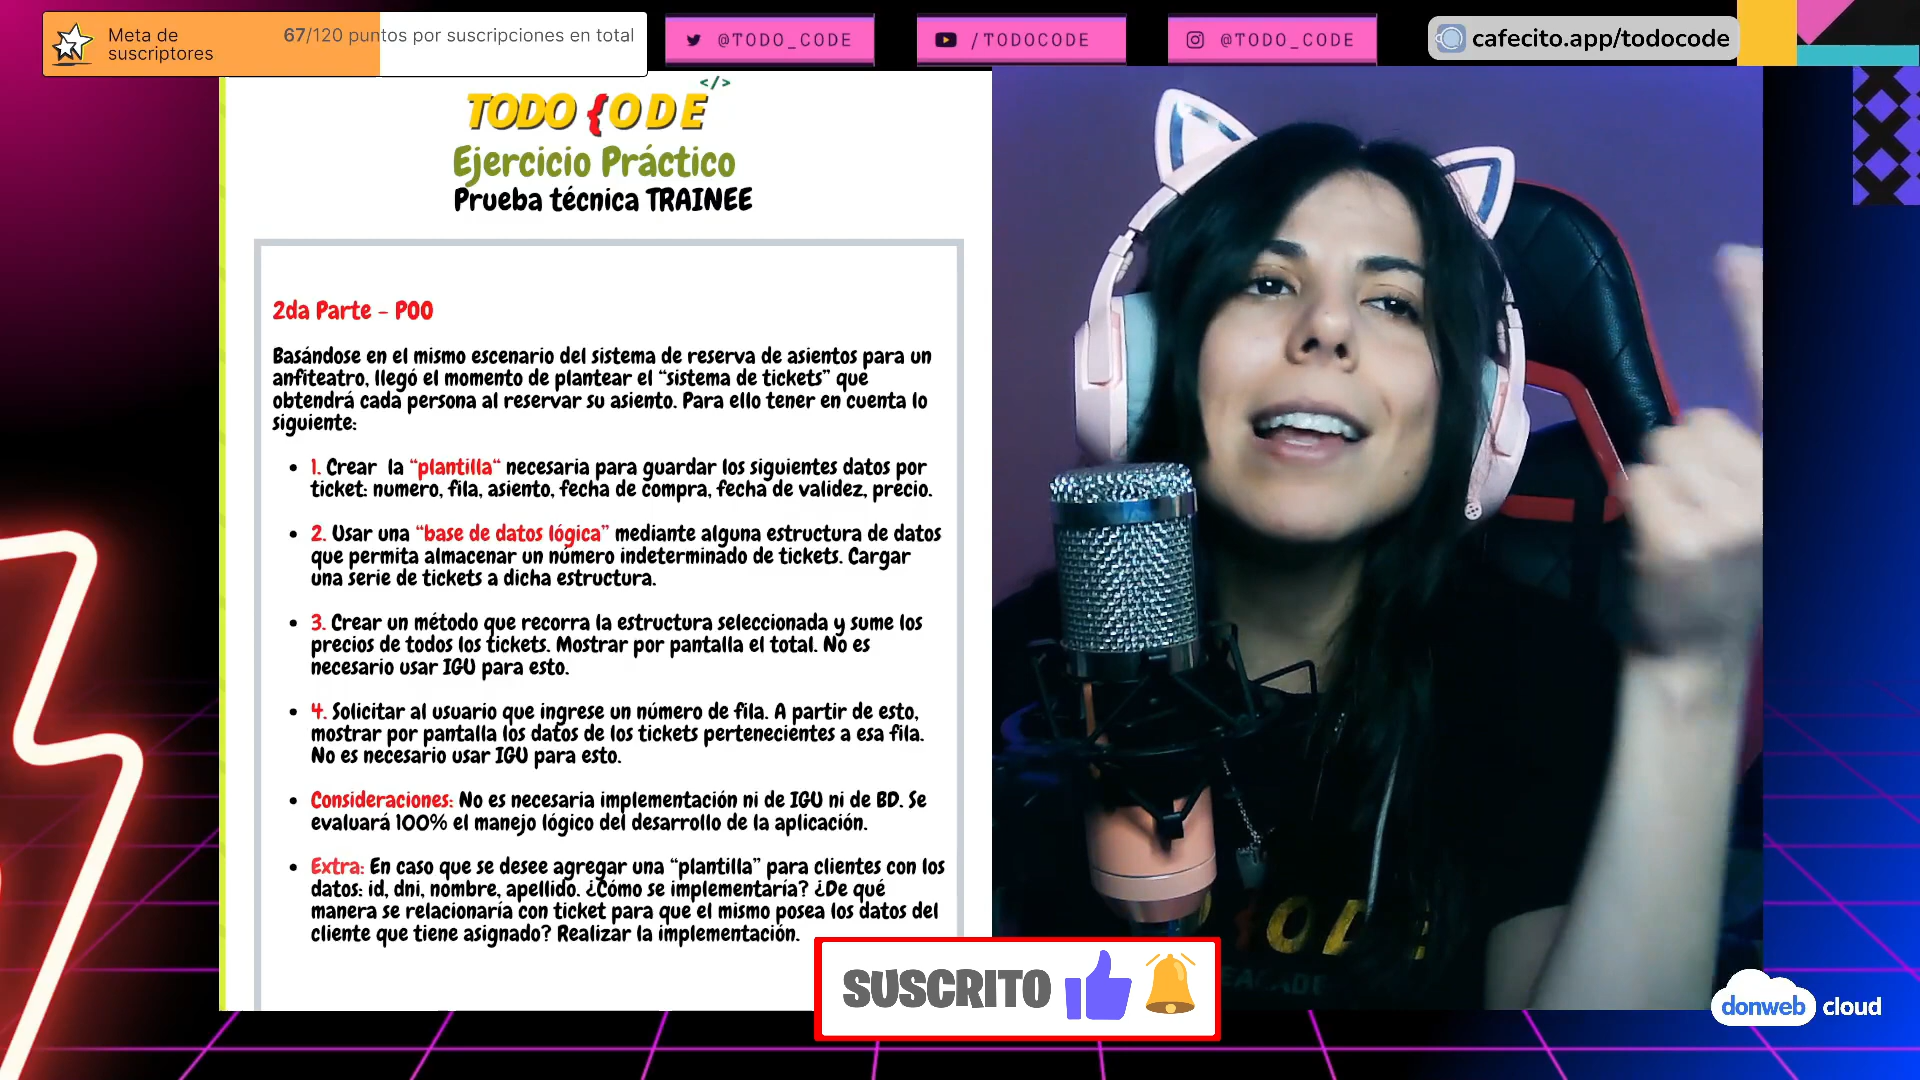 Meta de
suscriptores
67/120 puntos por suscripciones en total
@TODO_CODE
/TODOCODE
@TODO_CODE
cafecito.app/todocode
</>
TODO {ODE
Ejercicio Práctico
Prueba técnica TRAINEE
2da Parte - POO
Basándose en el mismo escenario del sistema de reserva de asientos para un
anfiteatro, llegó el momento de plantear el “sistema de tickets” que
obtendrá cada persona al reservar su asiento. Para ello tener en cuenta lo
siguiente:
• 1. Crear la “plantilla“ necesaria para guardar los siguientes datos por
ticket: numero, fila, asiento, fecha de compra, fecha de validez, precio.
• 2. Usar una “base de datos lógica” mediante alguna estructura de datos
que permita almacenar un número indeterminado de tickets. Cargar
una serie de tickets a dicha estructura.
• 3. Crear un método que recorra la estructura seleccionada y sume los
precios de todos los tickets. Mostrar por pantalla el total. No es
necesario usar IGU para esto.
• 4. Solicitar al usuario que ingrese un número de fila. A partir de esto,
mostrar por pantalla los datos de los tickets pertenecientes a esa fila.
No es necesario usar IGU para esto.
• Consideraciones: No es necesaria implementación ni de IGU ni de BD. Se
evaluará 100% el manejo lógico del desarrollo de la aplicación.
• Extra: En caso que se desee agregar una “plantilla” para clientes con los
datos: id, dni, nombre, apellido. ¿Cómo se implementaría? ¿De qué
manera se relacionaría con ticket para que el mismo posea los datos del
cliente que tiene asignado? Realizar la implementación.
SUSCRITO
donweb cloud